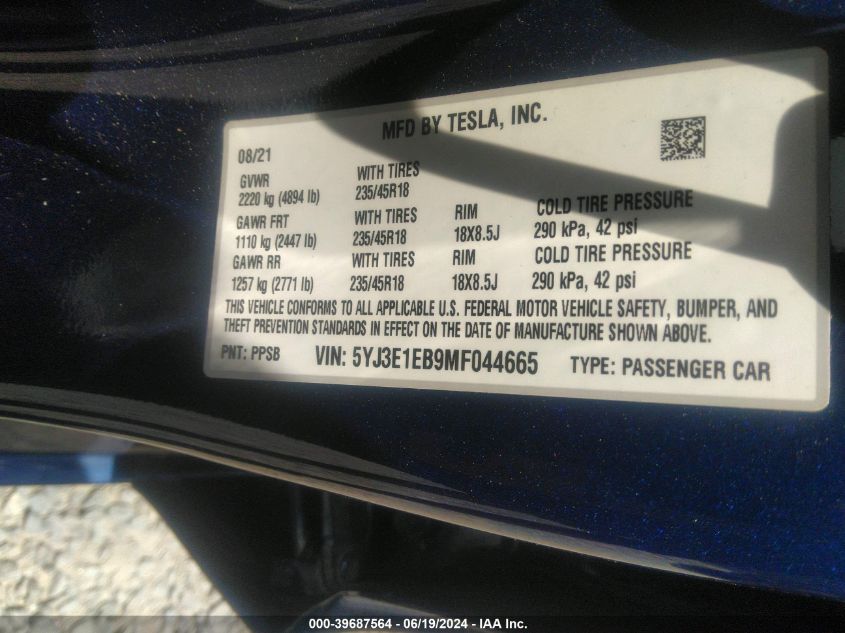 MFD BY TESLA, INC.
08/21
GVWR WITH TIRES
2220 kg (4894 lb) 235/45R18
GAWR FRT WITH TIRES RIM COLD TIRE PRESSURE
1110 kg (2447 lb) 235/45R18 18X8.5J 290 kPa, 42 psi
GAWR RR WITH TIRES RIM COLD TIRE PRESSURE
1257 kg (2771 lb) 235/45R18 18X8.5J 290 kPa, 42 psi
THIS VEHICLE CONFORMS TO ALL APPLICABLE U.S. FEDERAL MOTOR VEHICLE SAFETY, BUMPER, AND
THEFT PREVENTION STANDARDS IN EFFECT ON THE DATE OF MANUFACTURE SHOWN ABOVE.
PNT: PPSB VIN: 5YJ3E1EB9MF044665 TYPE: PASSENGER CAR
000-39687564 - 06/19/2024 - IAA Inc.